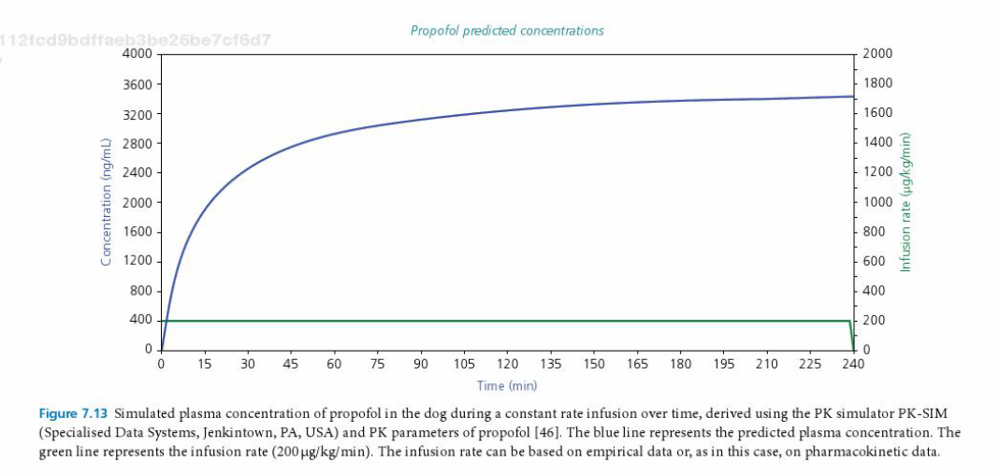 Propofol predicted concentrations
112fcd9bdffaeb3be26be7cf6d7
4000
3600
3200
2800
2400
2000
1600
1200
800
400
0
Concentration (ng/mL)
2000
1800
1600
1400
1200
1000
800
600
400
200
0
Infusion rate (µg/kg/min)
0 15 30 45 60 75 90 105 120 135 150 165 180 195 210 225 240
Time (min)
Figure 7.13 Simulated plasma concentration of propofol in the dog during a constant rate infusion over time, derived using the PK simulator PK-SIM
(Specialised Data Systems, Jenkintown, PA, USA) and PK parameters of propofol [46]. The blue line represents the predicted plasma concentration. The
green line represents the infusion rate (200 µg/kg/min). The infusion rate can be based on empirical data or, as in this case, on pharmacokinetic data.